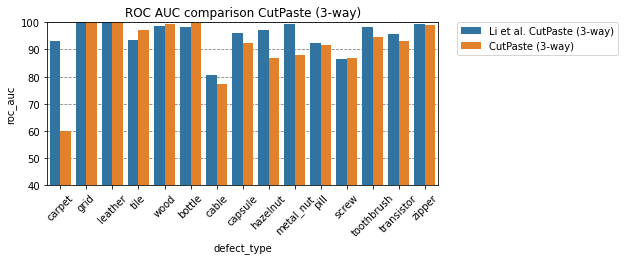 ROC AUC comparison CutPaste (3-way)
Li et al. CutPaste (3-way)
CutPaste (3-way)
roc_auc
100
90
80
70
60
50
40
carpet
grid
leather
tile
wood
bottle
cable
capsule
hazelnut
metal_nut
pill
screw
toothbrush
transistor
zipper
defect_type